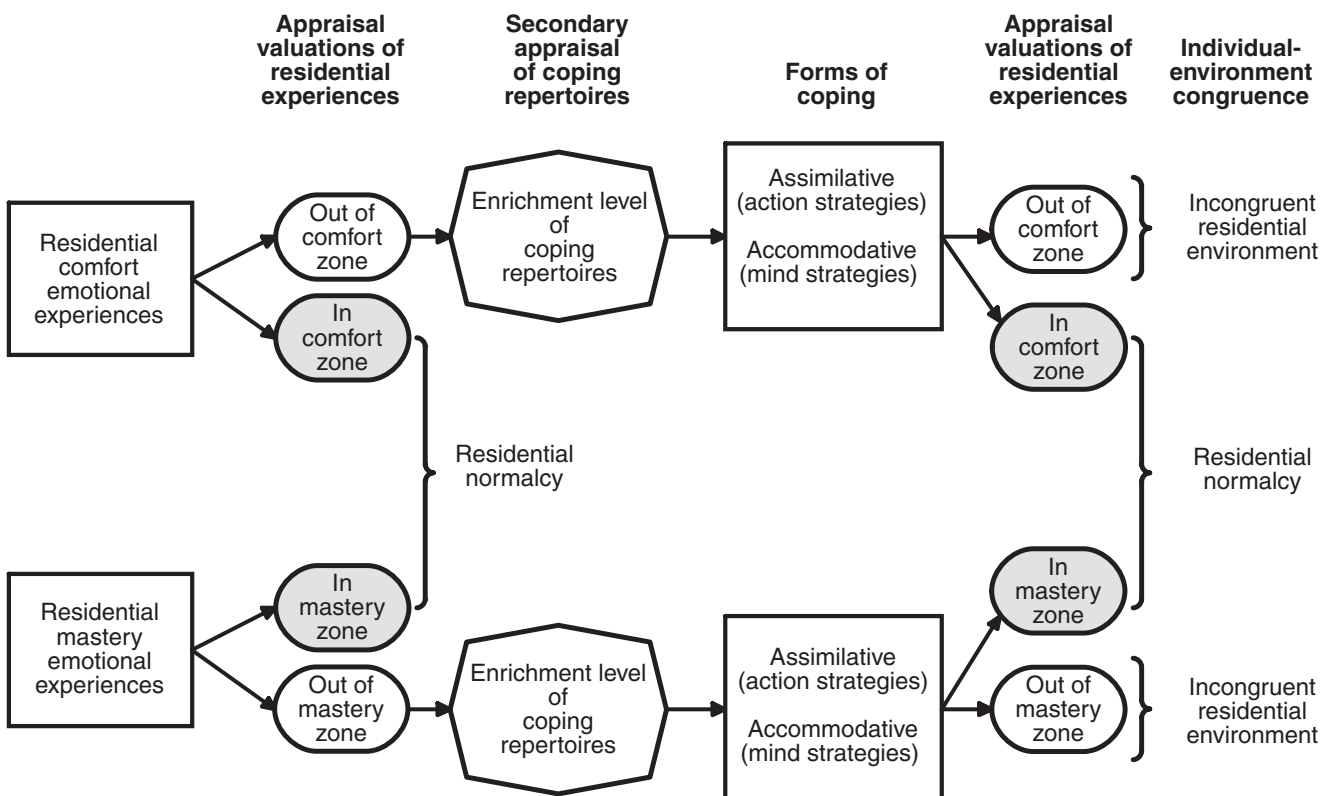 Appraisal
valuations of
residential
experiences
Secondary
appraisal
of coping
repertoires
Forms of
coping
Appraisal
valuations of
residential
experiences
Individual-
environment
congruence
Residential
comfort
emotional
experiences
Out of
comfort
zone
In
comfort
zone
Enrichment level
of
coping
repertoires
Assimilative
(action strategies)
Accommodative
(mind strategies)
Out of
comfort
zone
In
comfort
zone
Incongruent
residential
environment
Residential
normalcy
Residential
normalcy
Residential
mastery
emotional
experiences
In
mastery
zone
Out of
mastery
zone
Enrichment level
of
coping
repertoires
Assimilative
(action strategies)
Accommodative
(mind strategies)
In
mastery
zone
Out of
mastery
zone
Incongruent
residential
environment